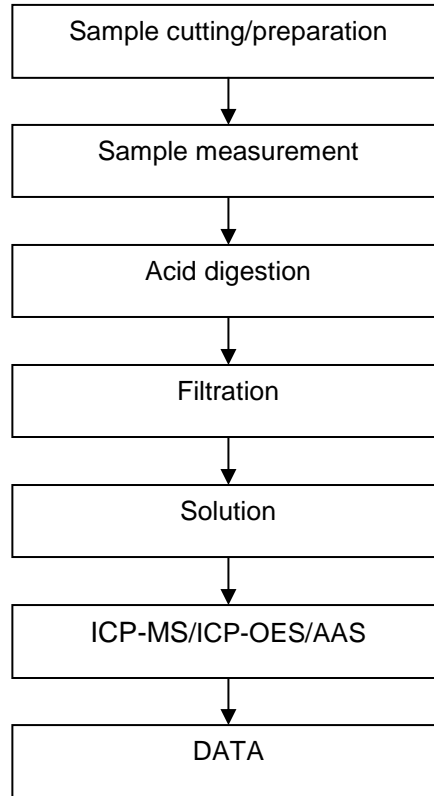 Sample cutting/preparation
Sample measurement
Acid digestion
Filtration
Solution
ICP-MS/ICP-OES/AAS
DATA